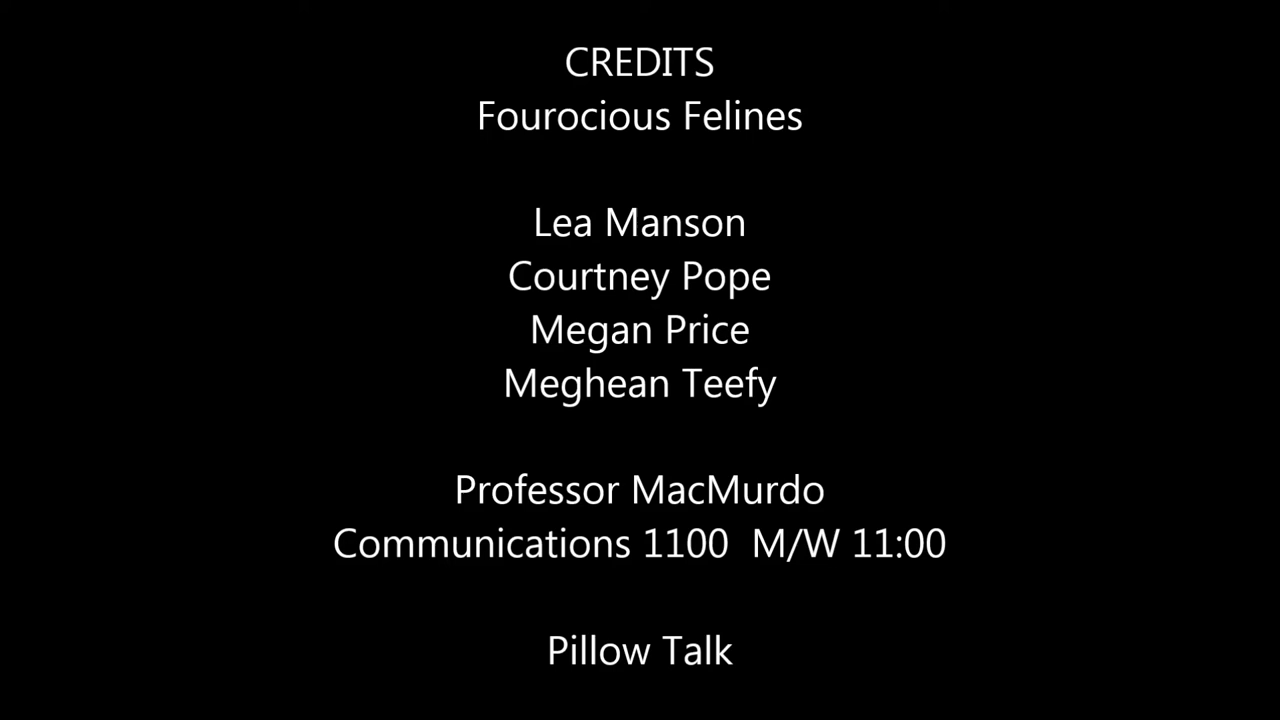 CREDITS
Fourocious Felines
Lea Manson
Courtney Pope
Megan Price
Meghean Teefy
Professor MacMurdo
Communications 1100  M/W 11:00
Pillow Talk